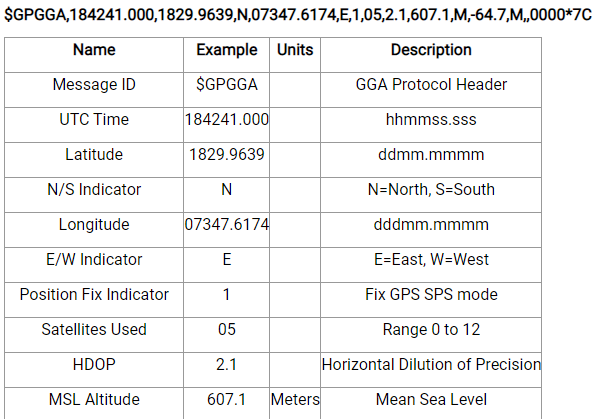 $GPGGA,184241.000,1829.9639,N,07347.6174,E,1,05,2.1,607.1,M,-64.7,M,,0000*7C
Name Example Units Description
Message ID $GPGGA GGA Protocol Header
UTC Time 184241.000 hhmmss.sss
Latitude 1829.9639 ddmm.mmmm
N/S Indicator N N=North, S=South
Longitude 07347.6174 dddmm.mmmm
E/W Indicator E E=East, W=West
Position Fix Indicator 1 Fix GPS SPS mode
Satellites Used 05 Range 0 to 12
HDOP 2.1 Horizontal Dilution of Precision
MSL Altitude 607.1 Meters Mean Sea Level